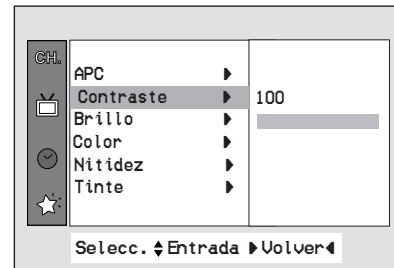 CH.
APC
Contraste 100
Brillo
Color
Nitidez
Tinte
Selecc. Entrada Volver